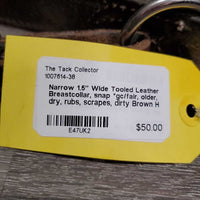 The Tack Collector
1007614-38
Narrow 1.5" Wide Tooled Leather
Breastcollar, snap *gc/fair, older,
dry, rubs, scrapes, dirty Brown H
E47UK2
$50.00